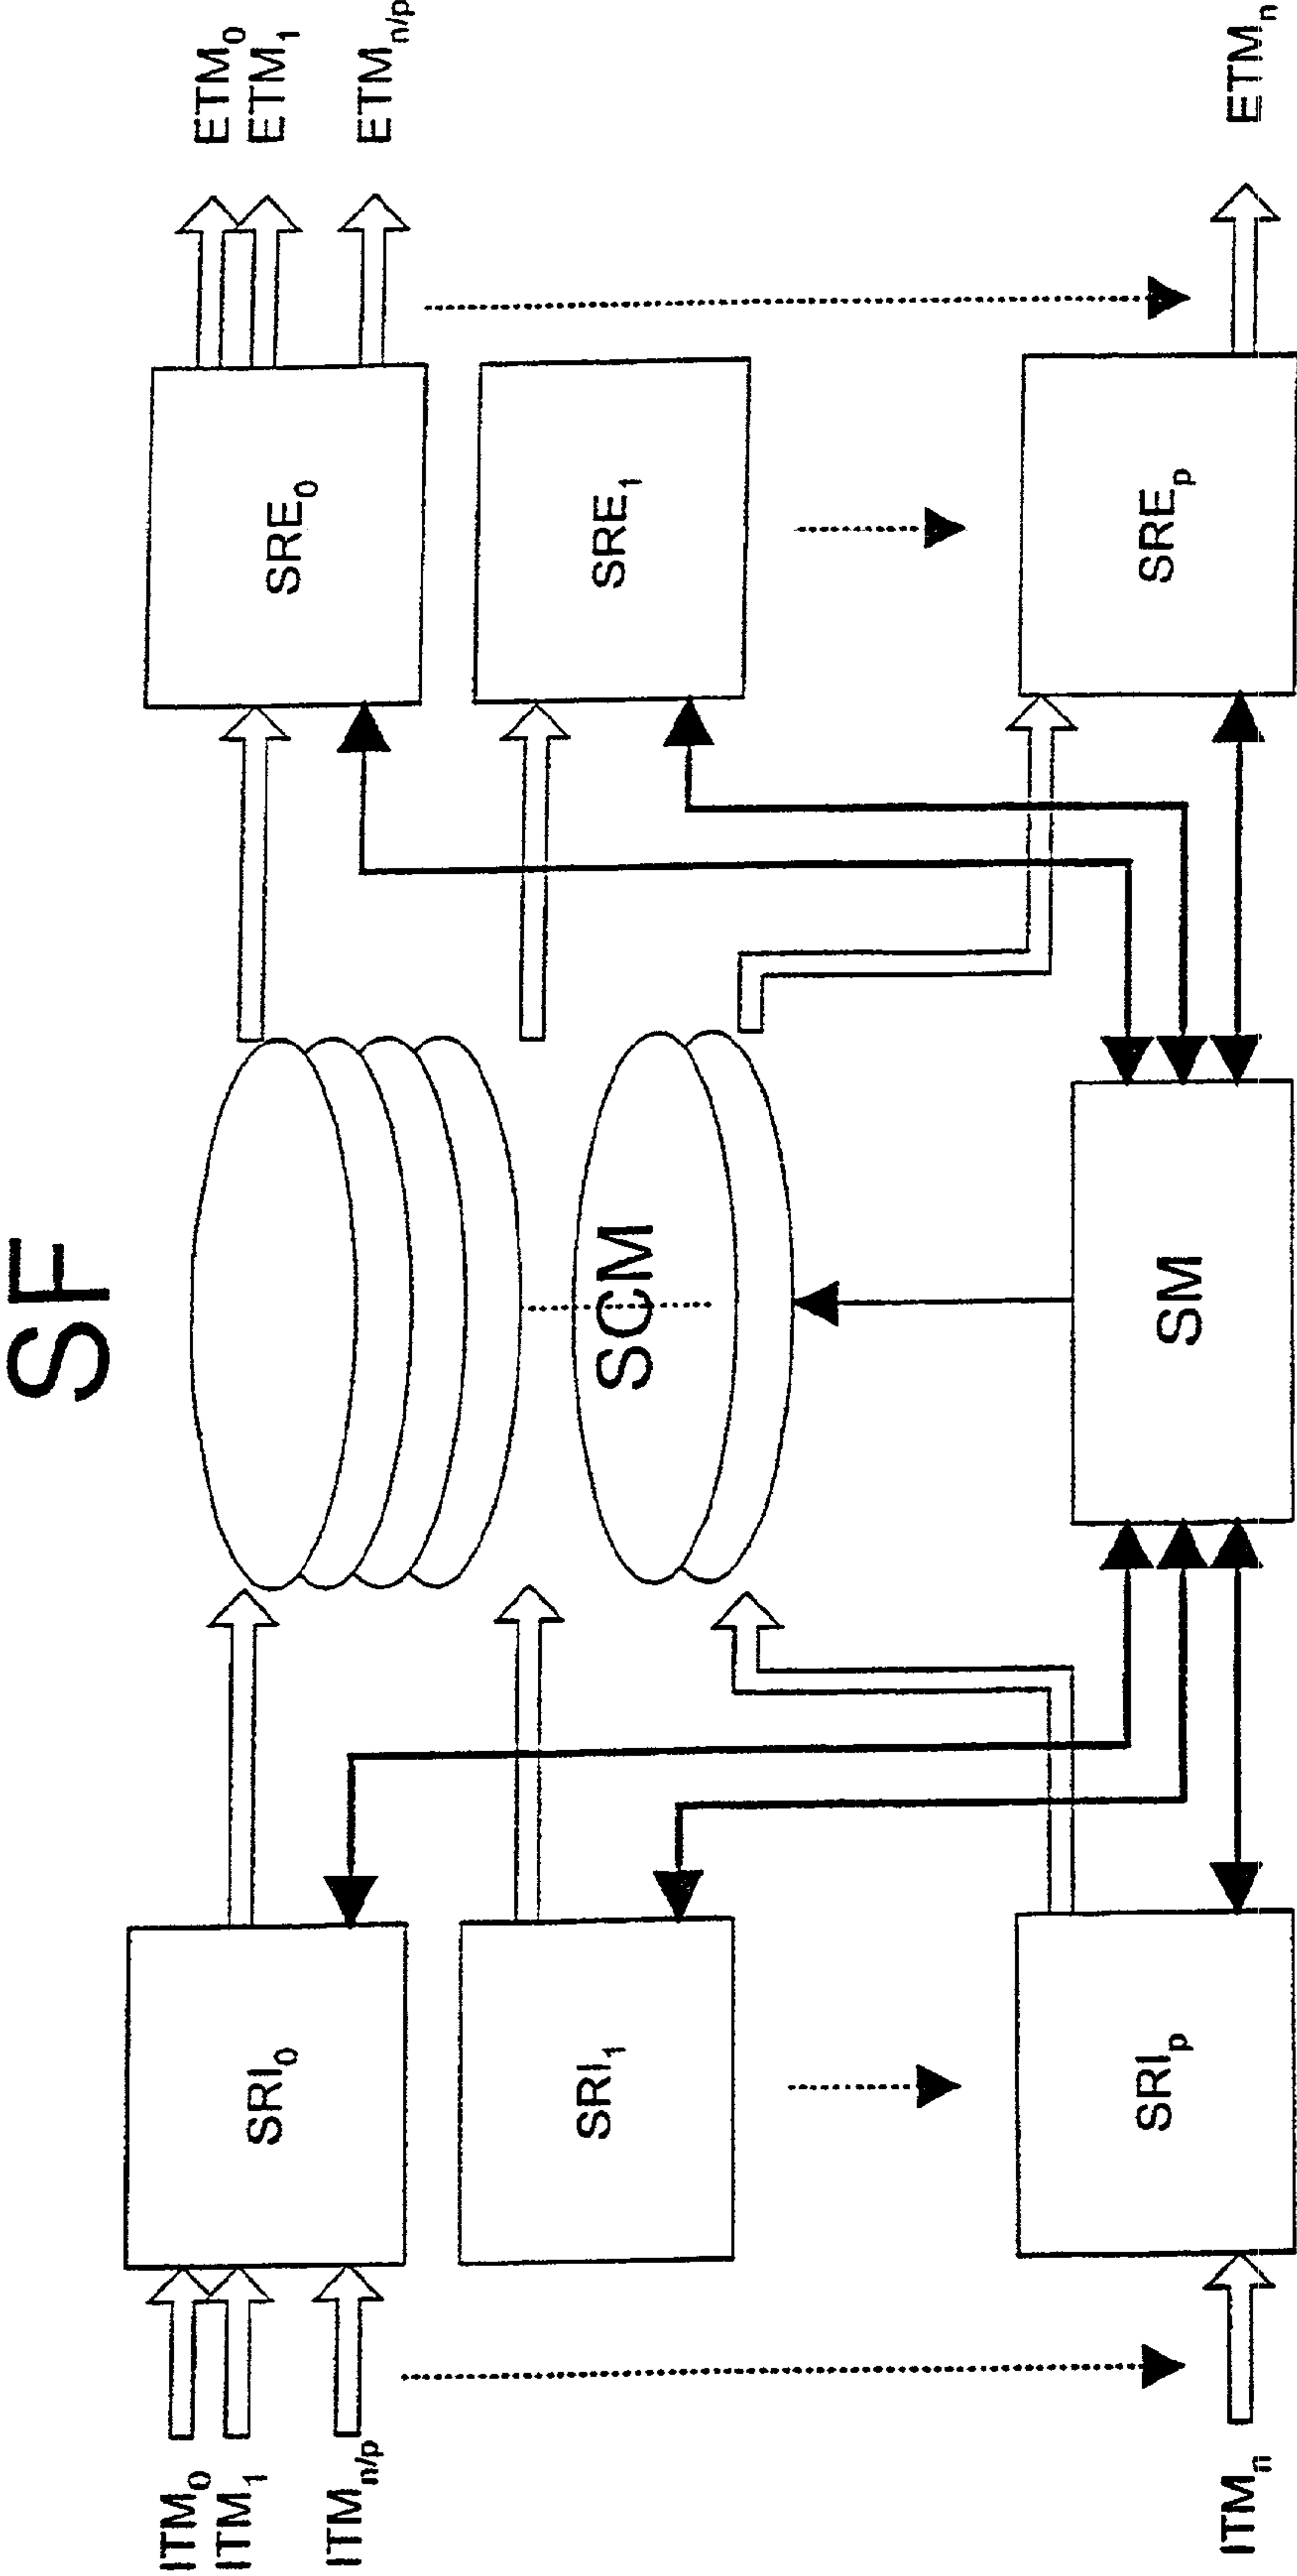 SF
ITM₀
ITM₁
ITMₙ/ₚ
ITMₙ
SRI₀
SRI₁
SRIₚ
SCM
SM
SRE₀
SRE₁
SREₚ
ETM₀
ETM₁
ETMₙ/ₚ
ETMₙ